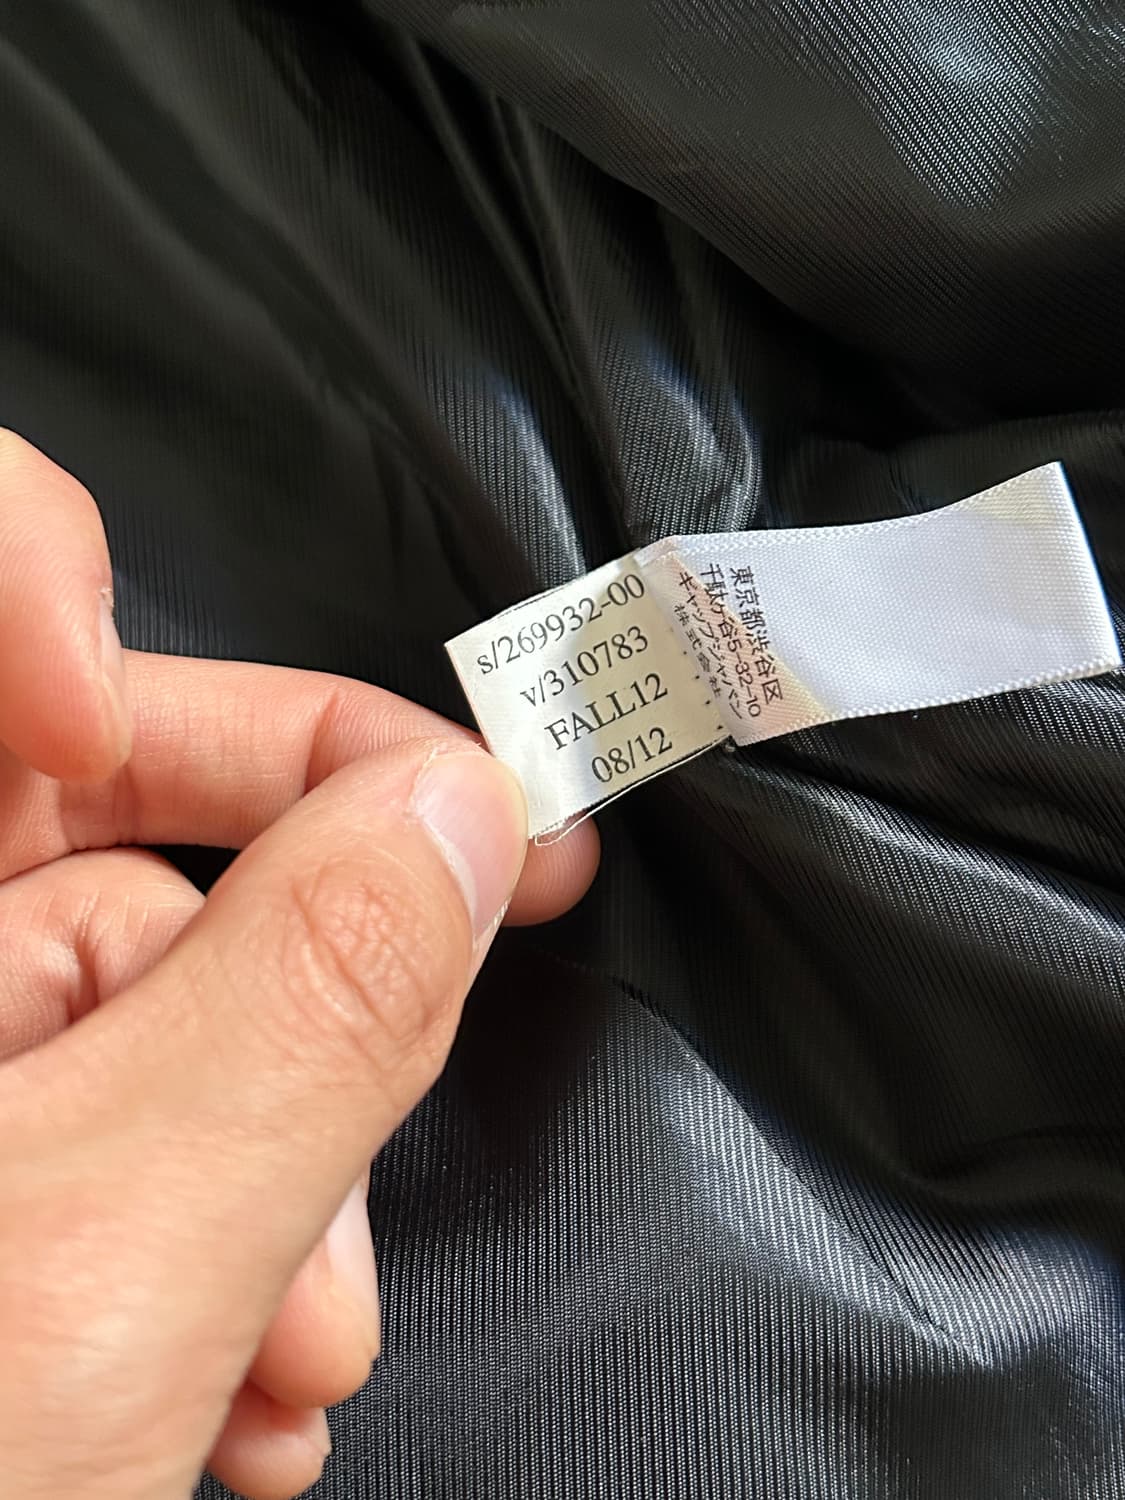 s/269932-00
v/310783
FALL12
08/12
東京都渋谷区
千駄ヶ谷5-32-10
ギャップジャパン
株式会社